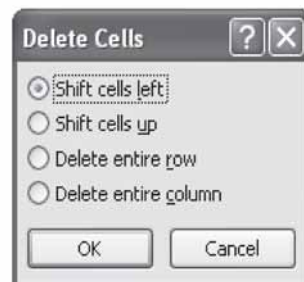 Delete Cells ? X
Shift cells left
Shift cells up
Delete entire row
Delete entire column
OK Cancel